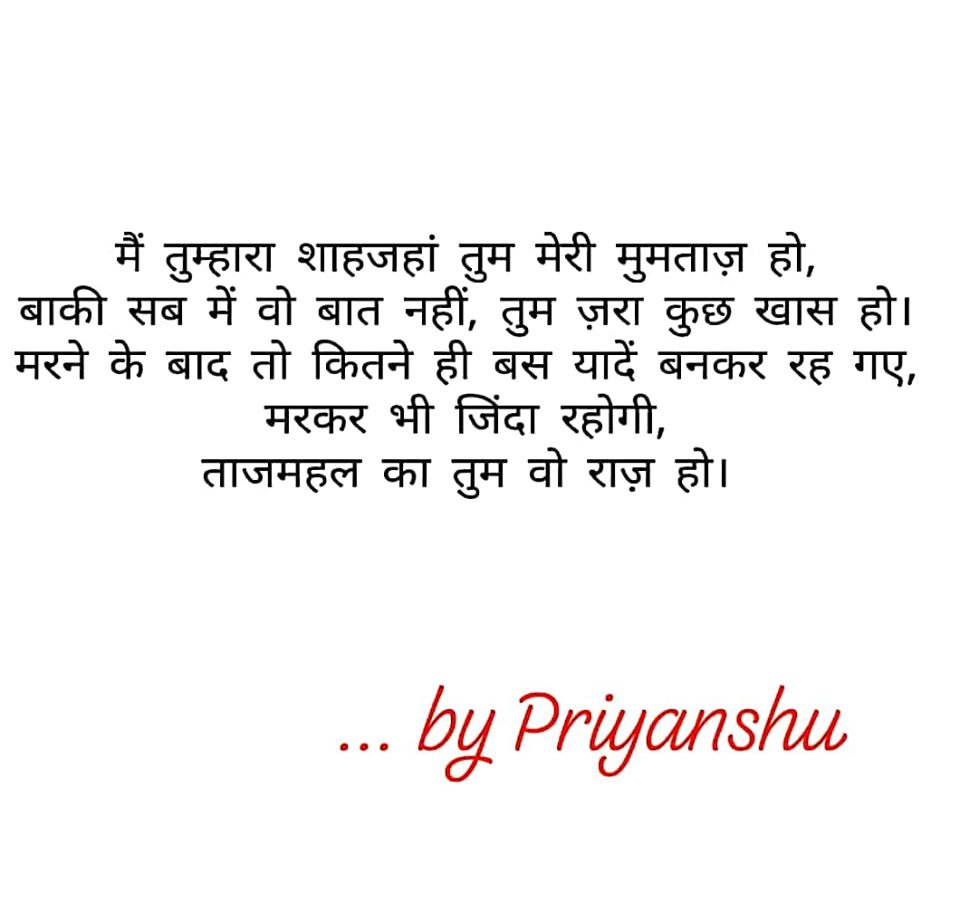 मैं तुम्हारा शाहजहां तुम मेरी मुमताज़ हो,
बाकी सब में वो बात नहीं, तुम ज़रा कुछ खास हो।
मरने के बाद तो कितने ही बस यादें बनकर रह गए,
मरकर भी जिंदा रहोगी,
ताजमहल का तुम वो राज़ हो।
... by Priyanshu